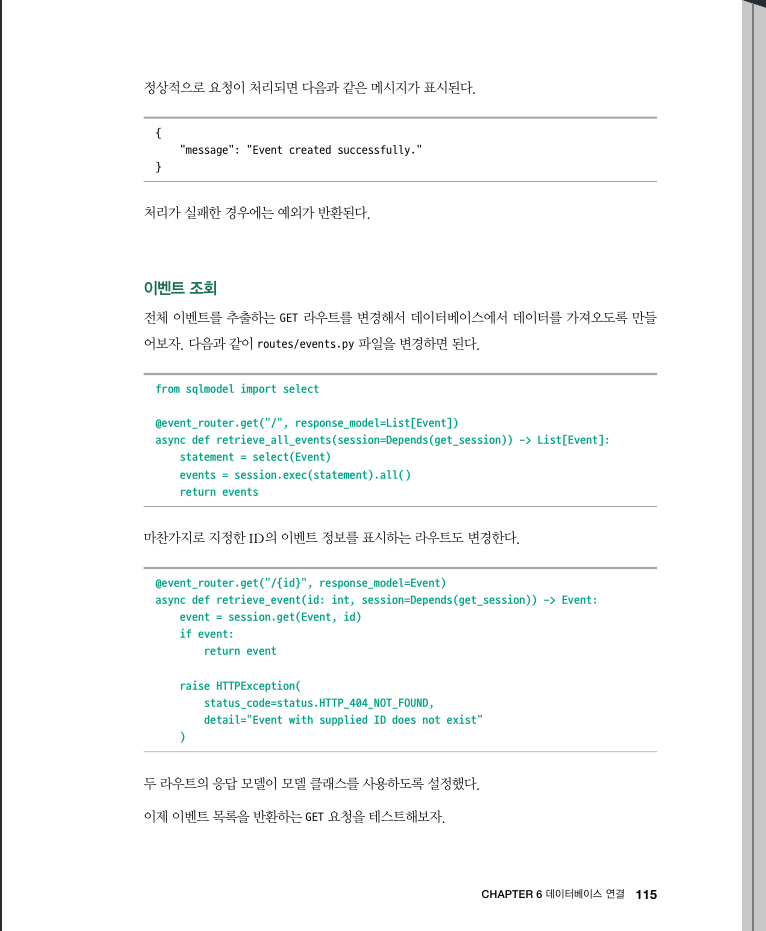 정상적으로 요청이 처리되면 다음과 같은 메시지가 표시된다.
{
    "message": "Event created successfully."
}
처리가 실패한 경우에는 예외가 반환된다.
이벤트 조회
전체 이벤트를 추출하는 GET 라우트를 변경해서 데이터베이스에서 데이터를 가져오도록 만들
어보자. 다음과 같이 routes/events.py 파일을 변경하면 된다.
from sqlmodel import select
@event_router.get("/", response_model=List[Event])
async def retrieve_all_events(session=Depends(get_session)) -> List[Event]:
    statement = select(Event)
    events = session.exec(statement).all()
    return events
마찬가지로 지정한 ID의 이벤트 정보를 표시하는 라우트도 변경한다.
@event_router.get("/{id}", response_model=Event)
async def retrieve_event(id: int, session=Depends(get_session)) -> Event:
    event = session.get(Event, id)
    if event:
        return event
    raise HTTPException(
        status_code=status.HTTP_404_NOT_FOUND,
        detail="Event with supplied ID does not exist"
    )
두 라우트의 응답 모델이 모델 클래스를 사용하도록 설정했다.
이제 이벤트 목록을 반환하는 GET 요청을 테스트해보자.
CHAPTER 6 데이터베이스 연결 115